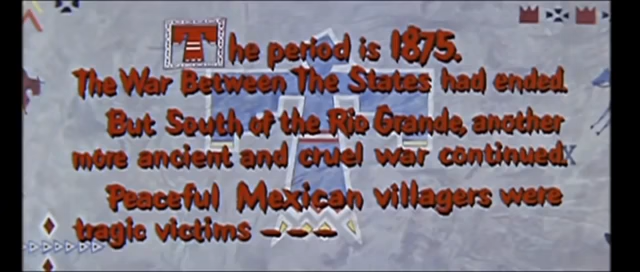 The period is 1875.
The War Between The States had ended.
But South of the Rio Grande, another
more ancient and cruel war continued.
Peaceful Mexican villagers were
tragic victims ----